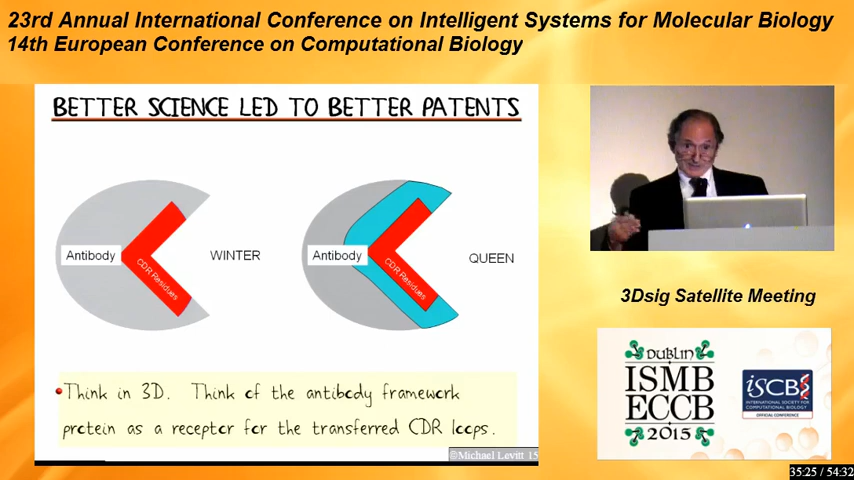 23rd Annual International Conference on Intelligent Systems for Molecular Biology
14th European Conference on Computational Biology
BETTER SCIENCE LED TO BETTER PATENTS
Antibody
CDR Residues
WINTER
Antibody
CDR Residues
QUEEN
Think in 3D. Think of the antibody framework
protein as a receptor for the transferred CDR loops.
©Michael Levitt 15
3Dsig Satellite Meeting
DUBLIN
ISMB
ECCB
2015
iSCB
INTERNATIONAL SOCIETY FOR
COMPUTATIONAL BIOLOGY
OFFICIAL CONFERENCE
35:25 / 54:32